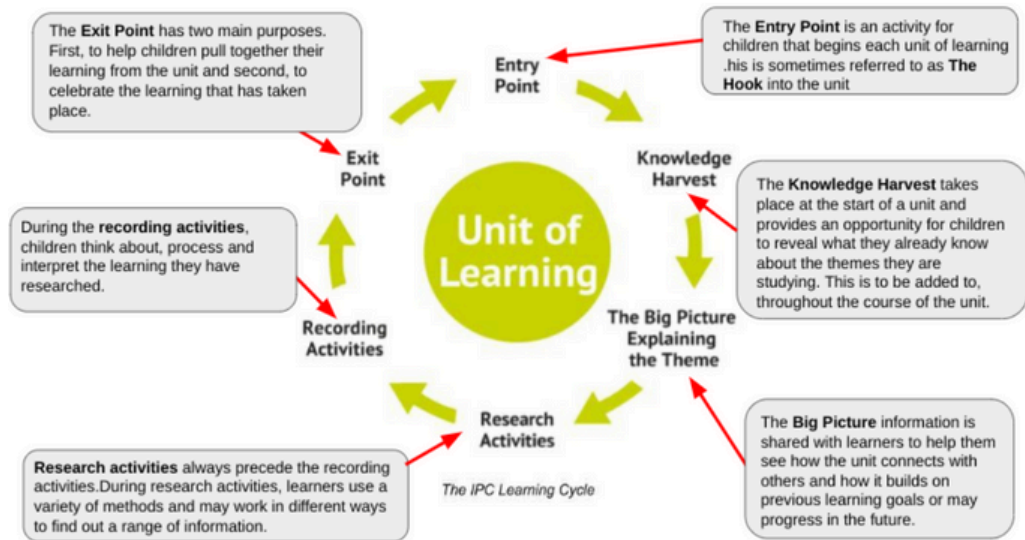 The Exit Point has two main purposes.
First, to help children pull together their
learning from the unit and second, to
celebrate the learning that has taken
place.
The Entry Point is an activity for
children that begins each unit of learning
.his is sometimes referred to as The
Hook into the unit
Entry
Point
Exit
Point
Knowledge
Harvest
The Knowledge Harvest takes
place at the start of a unit and
provides an opportunity for children
to reveal what they already know
about the themes they are
studying. This is to be added to,
throughout the course of the unit.
During the recording activities,
children think about, process and
interpret the learning they have
researched.
Unit of
Learning
Recording
Activities
The Big Picture
Explaining
the Theme
Research
Activities
The Big Picture information is
shared with learners to help them
see how the unit connects with
others and how it builds on
previous learning goals or may
progress in the future.
Research activities always precede the recording
activities.During research activities, learners use a
variety of methods and may work in different ways
to find out a range of information.
The IPC Learning Cycle